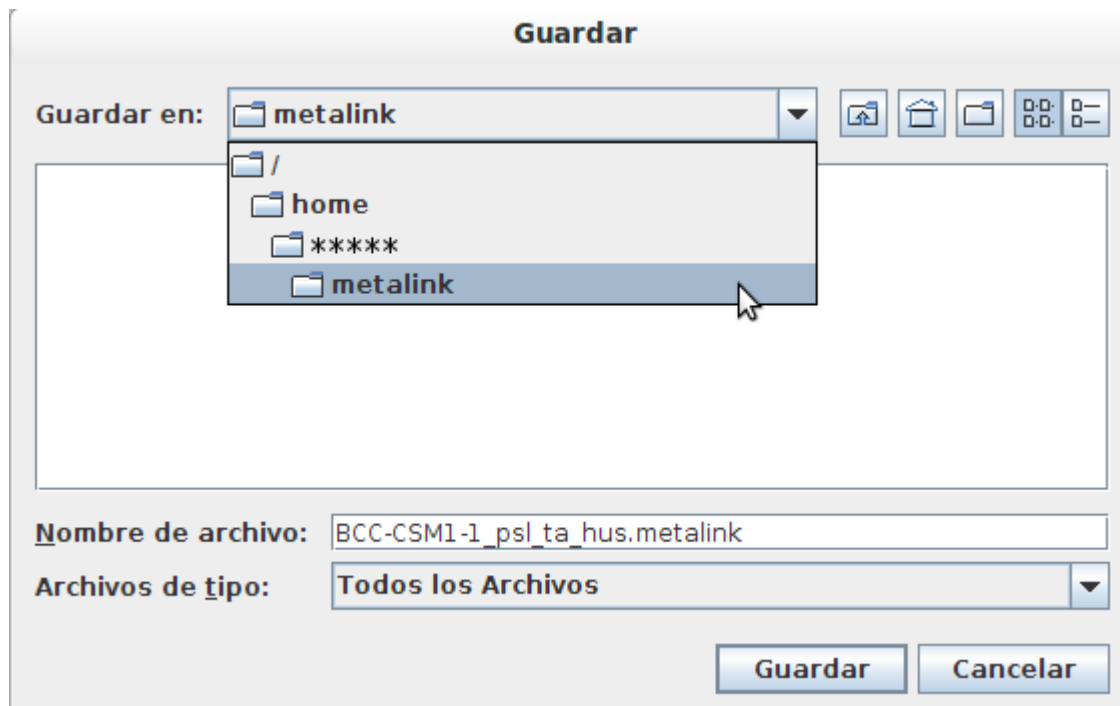 Guardar
Guardar en: metalink
/
home
*****
metalink
Nombre de archivo: BCC-CSM1-1_psl_ta_hus.metalink
Archivos de tipo: Todos los Archivos
Guardar Cancelar